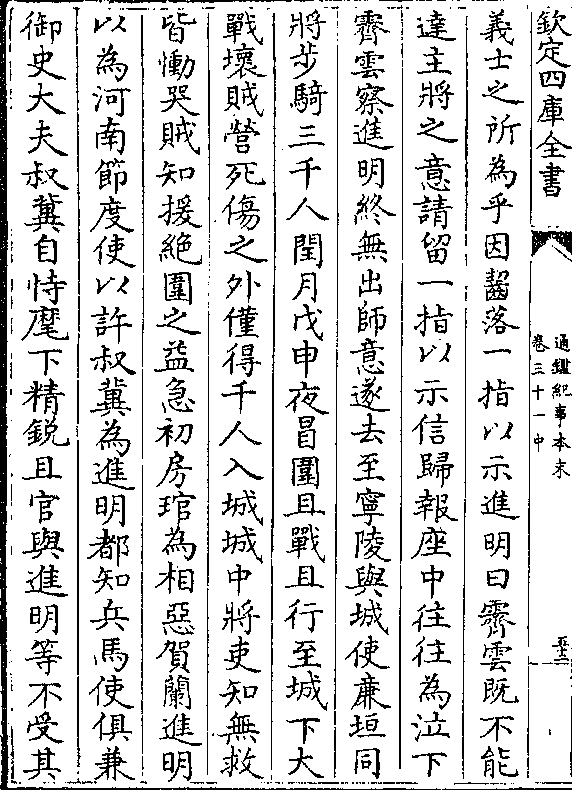 欽定四庫全書
通鑑紀事本末
卷三十一中
義士之所為乎因齧落一指以示進明曰霽雲既不能
達主將之意請留一指以示信歸報座中往往為泣下
霽雲察進明終無出師意遂去至寧陵與城使亷垣同
將步騎三千人閏月戊申夜冒圍且戰且行至城下大
戰壞賊營死傷之外僅得千人入城城中將吏知無救
皆慟哭賊知援絶圍之益急初房琯為相惡賀蘭進明
以為河南節度使以許叔冀為進明都知兵馬使俱兼
御史大夫叔冀自恃麾下精鋭且官與進明等不受其